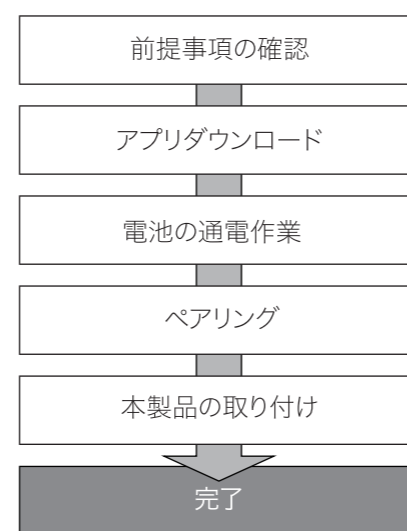 前提事項の確認
アプリダウンロード
電池の通電作業
ペアリング
本製品の取り付け
完了